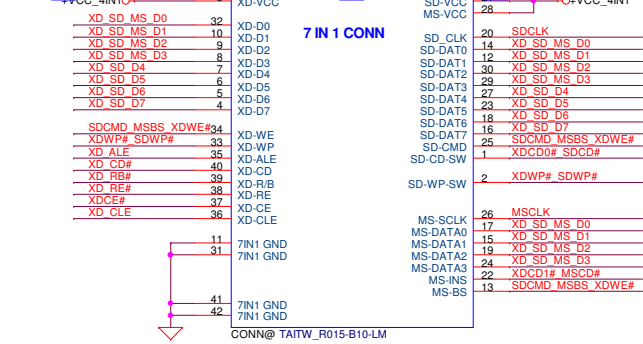 +VCC_4IN1
XD-VCC
SD-VCC
+VCC_4IN1
MS-VCC 28
7 IN 1 CONN
XD_SD_MS_D0 32 XD-D0
XD_SD_MS_D1 10 XD-D1
XD_SD_MS_D2 9 XD-D2
XD_SD_MS_D3 8 XD-D3
XD_SD_D4 7 XD-D4
XD_SD_D5 6 XD-D5
XD_SD_D6 5 XD-D6
XD_SD_D7 4 XD-D7
SDCMD_MSBS_XDWE# 34 XD-WE
XDWP#_SDWP# 33 XD-WP
XD_ALE 35 XD-ALE
XD_CD# 40 XD-CD
XD_RB# 39 XD-R/B
XD_RE# 38 XD-RE
XDCE# 37 XD-CE
XD_CLE 36 XD-CLE
11 7IN1 GND
31 7IN1 GND
41 7IN1 GND
42 7IN1 GND
SD_CLK 20 SDCLK
SD-DAT0 14 XD_SD_MS_D0
SD-DAT1 12 XD_SD_MS_D1
SD-DAT2 30 XD_SD_MS_D2
SD-DAT3 29 XD_SD_MS_D3
SD-DAT4 27 XD_SD_D4
SD-DAT5 23 XD_SD_D5
SD-DAT6 18 XD_SD_D6
SD-DAT7 16 XD_SD_D7
SD-CMD 25 SDCMD_MSBS_XDWE#
SD-CD-SW 1 XDCD0#_SDCD#
SD-WP-SW 2 XDWP#_SDWP#
MS-SCLK 26 MSCLK
MS-DATA0 17 XD_SD_MS_D0
MS-DATA1 15 XD_SD_MS_D1
MS-DATA2 19 XD_SD_MS_D2
MS-DATA3 24 XD_SD_MS_D3
MS-INS 22 XDCD1#_MSCD#
MS-BS 13 SDCMD_MSBS_XDWE#
CONN@ TAITW_R015-B10-LM